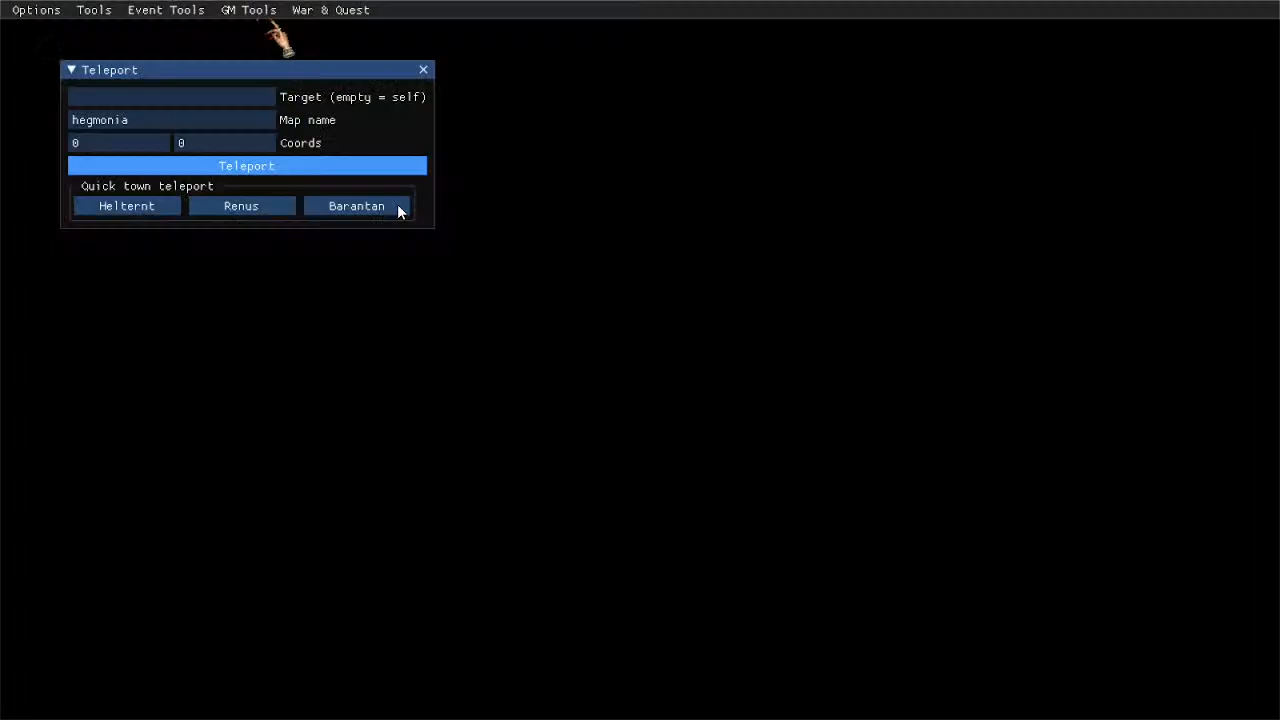 Options Tools Event Tools GM Tools War & Quest
Teleport
Target (empty = self)
hegmonia Map name
0 0 Coords
Teleport
Quick town teleport
Helternt Renus Barantan